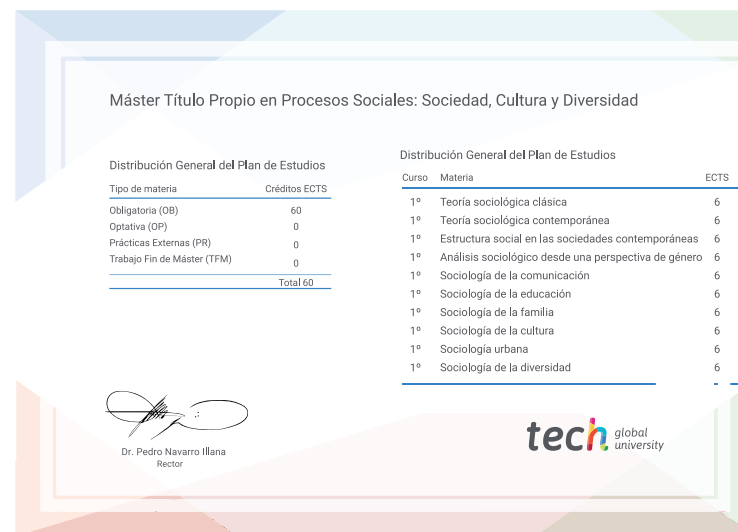 Máster Título Propio en Procesos Sociales: Sociedad, Cultura y Diversidad
Distribución General del Plan de Estudios
Tipo de materia Créditos ECTS
Obligatoria (OB) 60
Optativa (OP) 0
Prácticas Externas (PR) 0
Trabajo Fin de Máster (TFM) 0
Total 60
Distribución General del Plan de Estudios
Curso Materia ECTS
1º Teoría sociológica clásica 6
1º Teoría sociológica contemporánea 6
1º Estructura social en las sociedades contemporáneas 6
1º Análisis sociológico desde una perspectiva de género 6
1º Sociología de la comunicación 6
1º Sociología de la educación 6
1º Sociología de la familia 6
1º Sociología de la cultura 6
1º Sociología urbana 6
1º Sociología de la diversidad 6
Dr. Pedro Navarro Illana
Rector
tech global
university